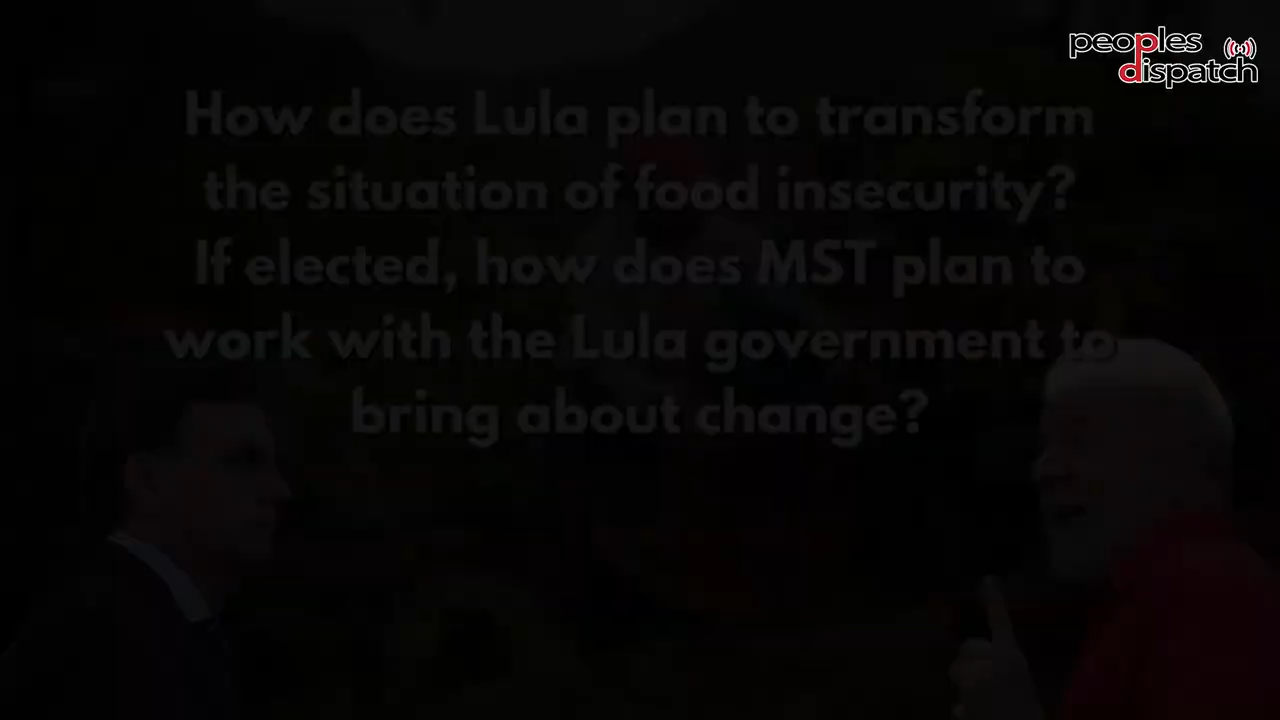 peoples
dispatch
How does Lula plan to transform
the situation of food insecurity?
If elected, how does MST plan to
work with the Lula government to
bring about change?